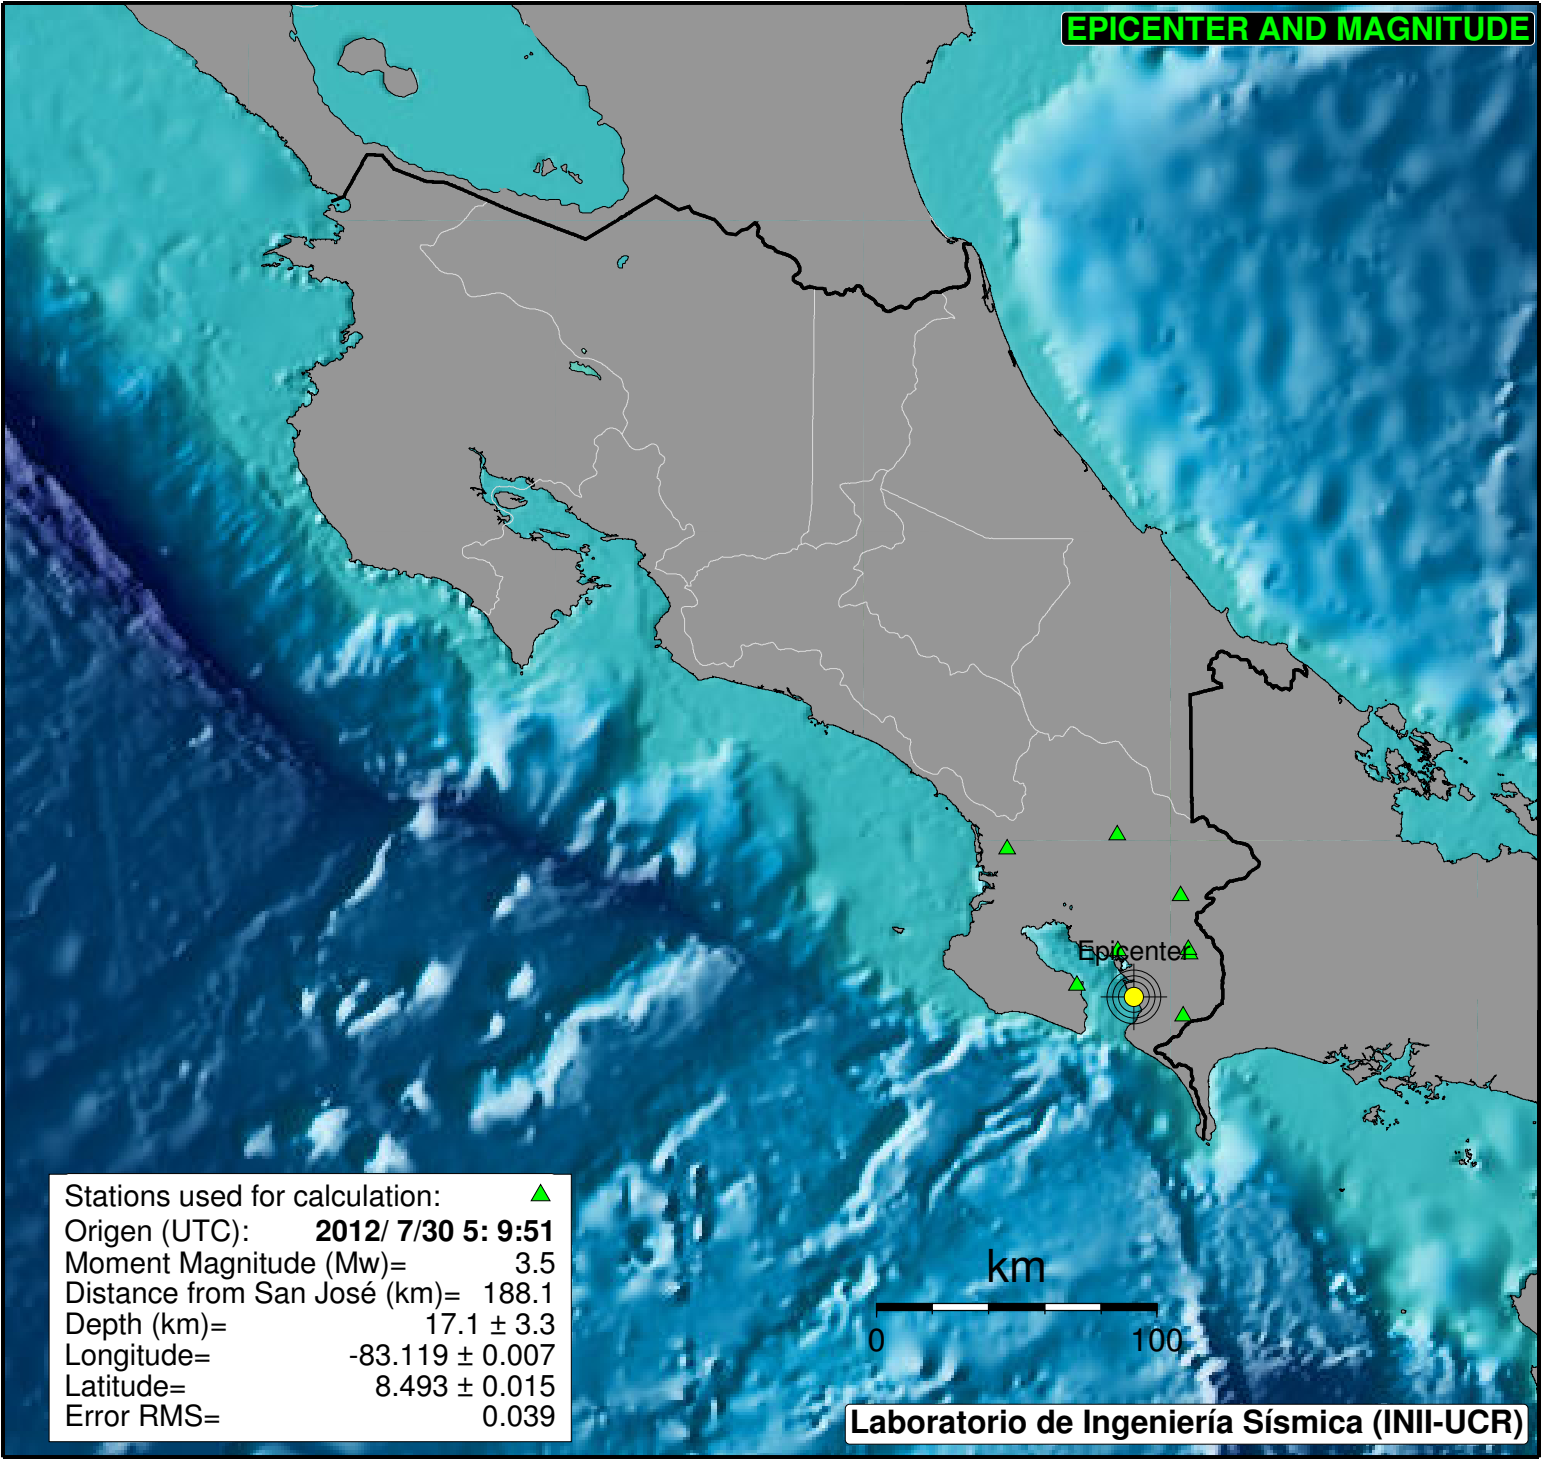 EPICENTER AND MAGNITUDE
Epicenter
Stations used for calculation:
Origen (UTC): 2012/ 7/30 5: 9:51
Moment Magnitude (Mw)= 3.5
Distance from San José (km)= 188.1
Depth (km)= 17.1 ± 3.3
Longitude= -83.119 ± 0.007
Latitude= 8.493 ± 0.015
Error RMS= 0.039
km
0 100
Laboratorio de Ingeniería Sísmica (INII-UCR)